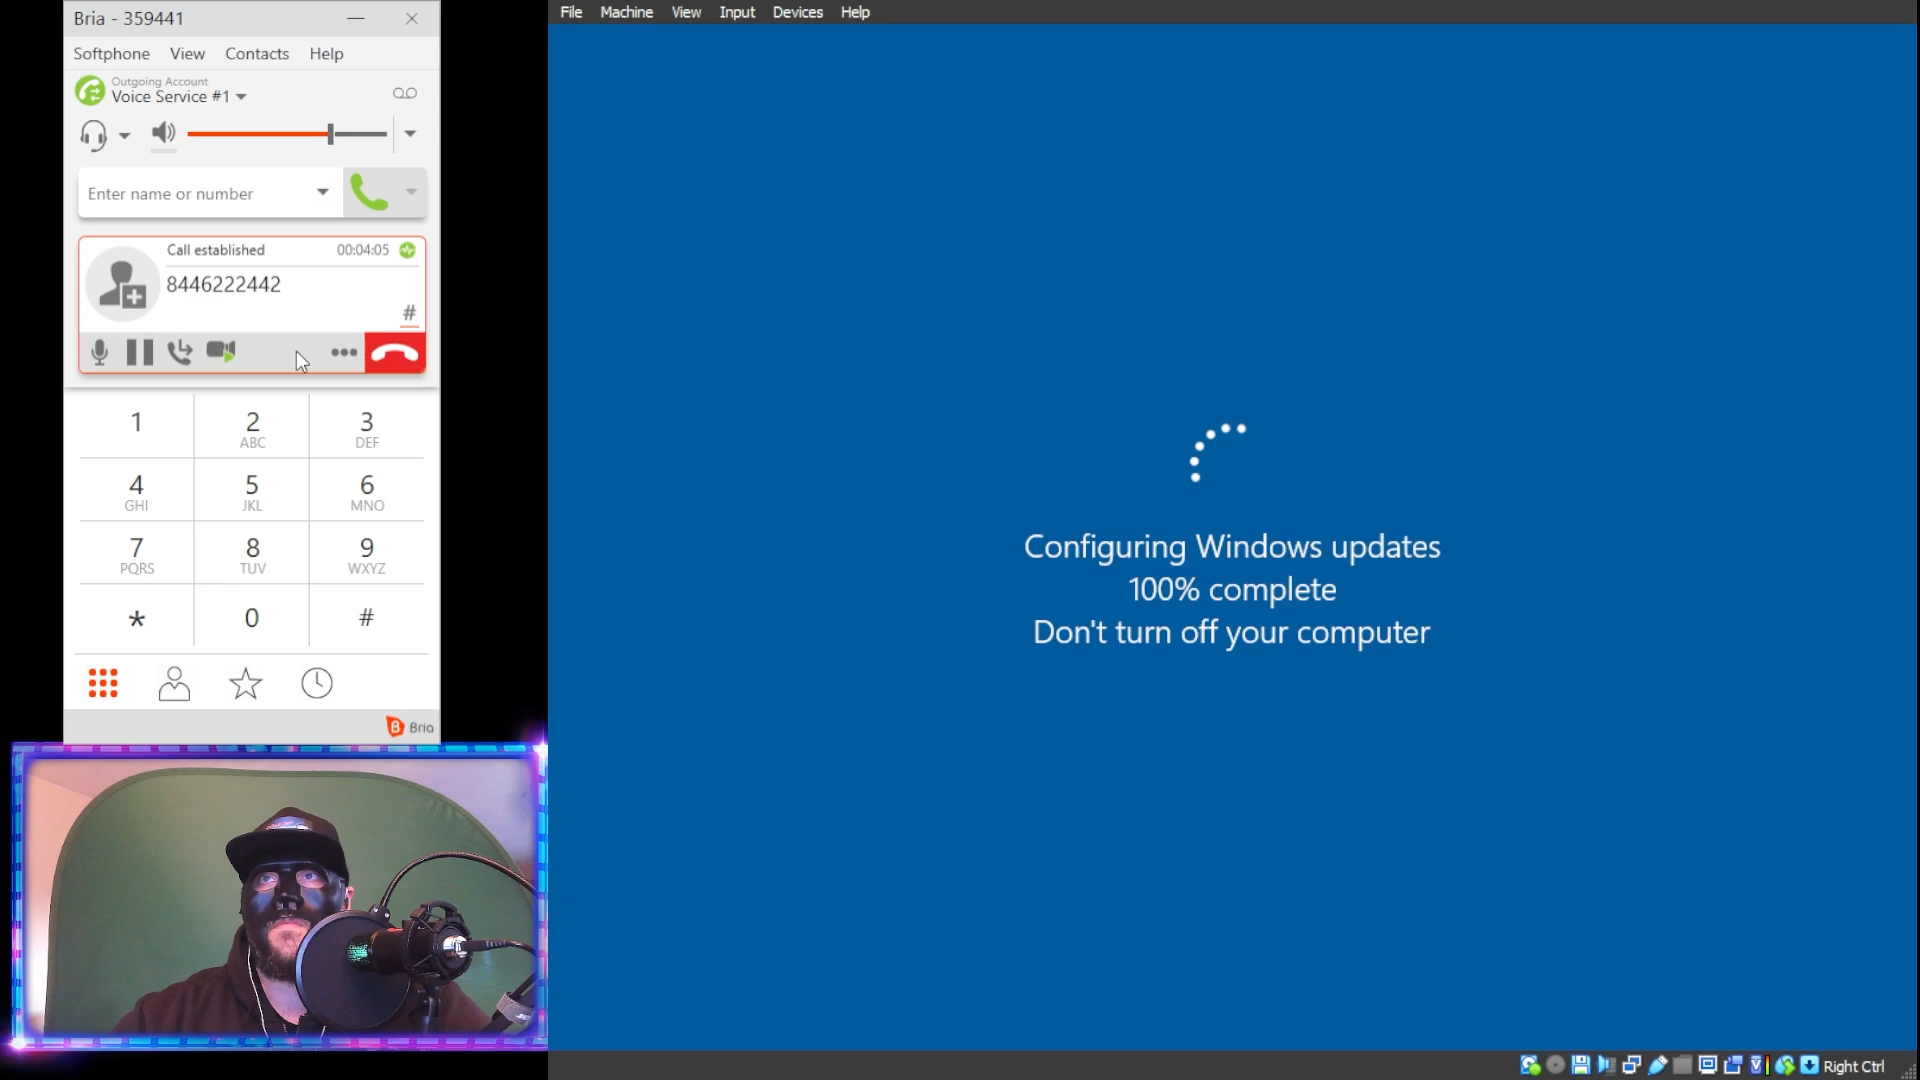 Bria - 359441
Softphone View Contacts Help
Outgoing Account
Voice Service #1
Enter name or number
Call established 00:04:05
8446222442
#
1
2
ABC
3
DEF
4
GHI
5
JKL
6
MNO
7
PQRS
8
TUV
9
WXYZ
*
0
#
Bria
File Machine View Input Devices Help
Configuring Windows updates
100% complete
Don't turn off your computer
Right Ctrl